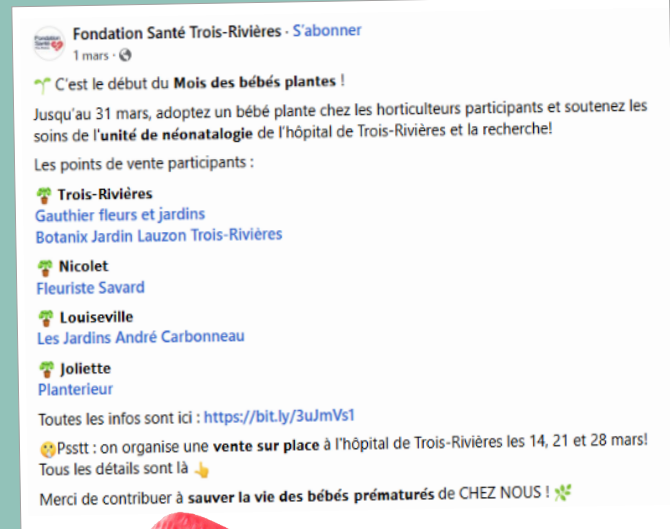 Fondation Santé Trois-Rivières · S'abonner
1 mars ·
🌱 C'est le début du Mois des bébés plantes !
Jusqu'au 31 mars, adoptez un bébé plante chez les horticulteurs participants et soutenez les
soins de l'unité de néonatalogie de l'hôpital de Trois-Rivières et la recherche!
Les points de vente participants :
Trois-Rivières
Gauthier fleurs et jardins
Botanix Jardin Lauzon Trois-Rivières
Nicolet
Fleuriste Savard
Louiseville
Les Jardins André Carbonneau
Joliette
Planterieur
Toutes les infos sont ici : https://bit.ly/3uJmVs1
🤫Psstt : on organise une vente sur place à l'hôpital de Trois-Rivières les 14, 21 et 28 mars!
Tous les détails sont là 👆
Merci de contribuer à sauver la vie des bébés prématurés de CHEZ NOUS ! 🌿